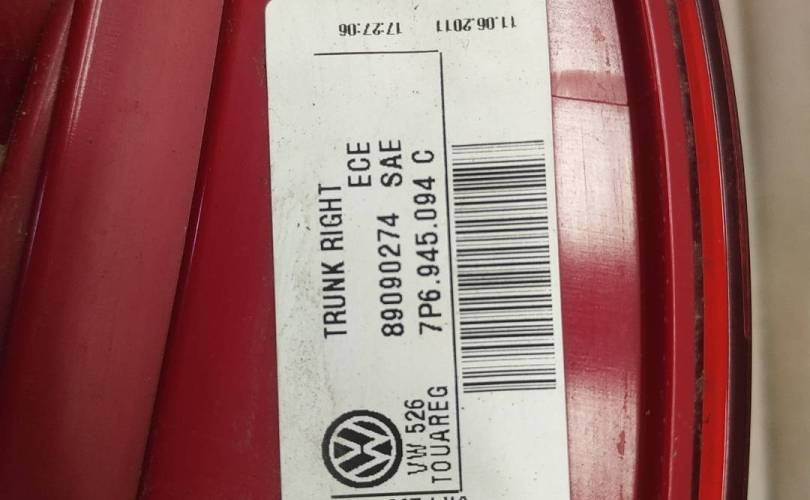 TRUNK RIGHT
ECE
89090274 SAE
7P6.945.094 C
VW 526
TOUAREG
11.06.2011 17:27:06